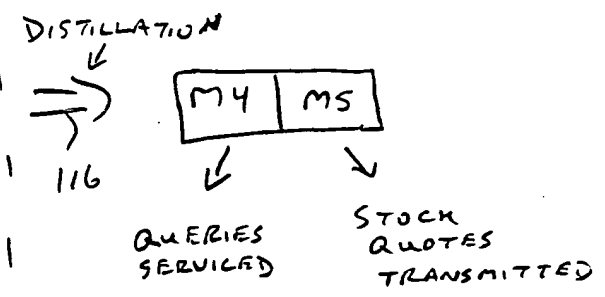 DISTILLATION
M4 M5
116
QUERIES
SERVICED
STOCK
QUOTES
TRANSMITTED